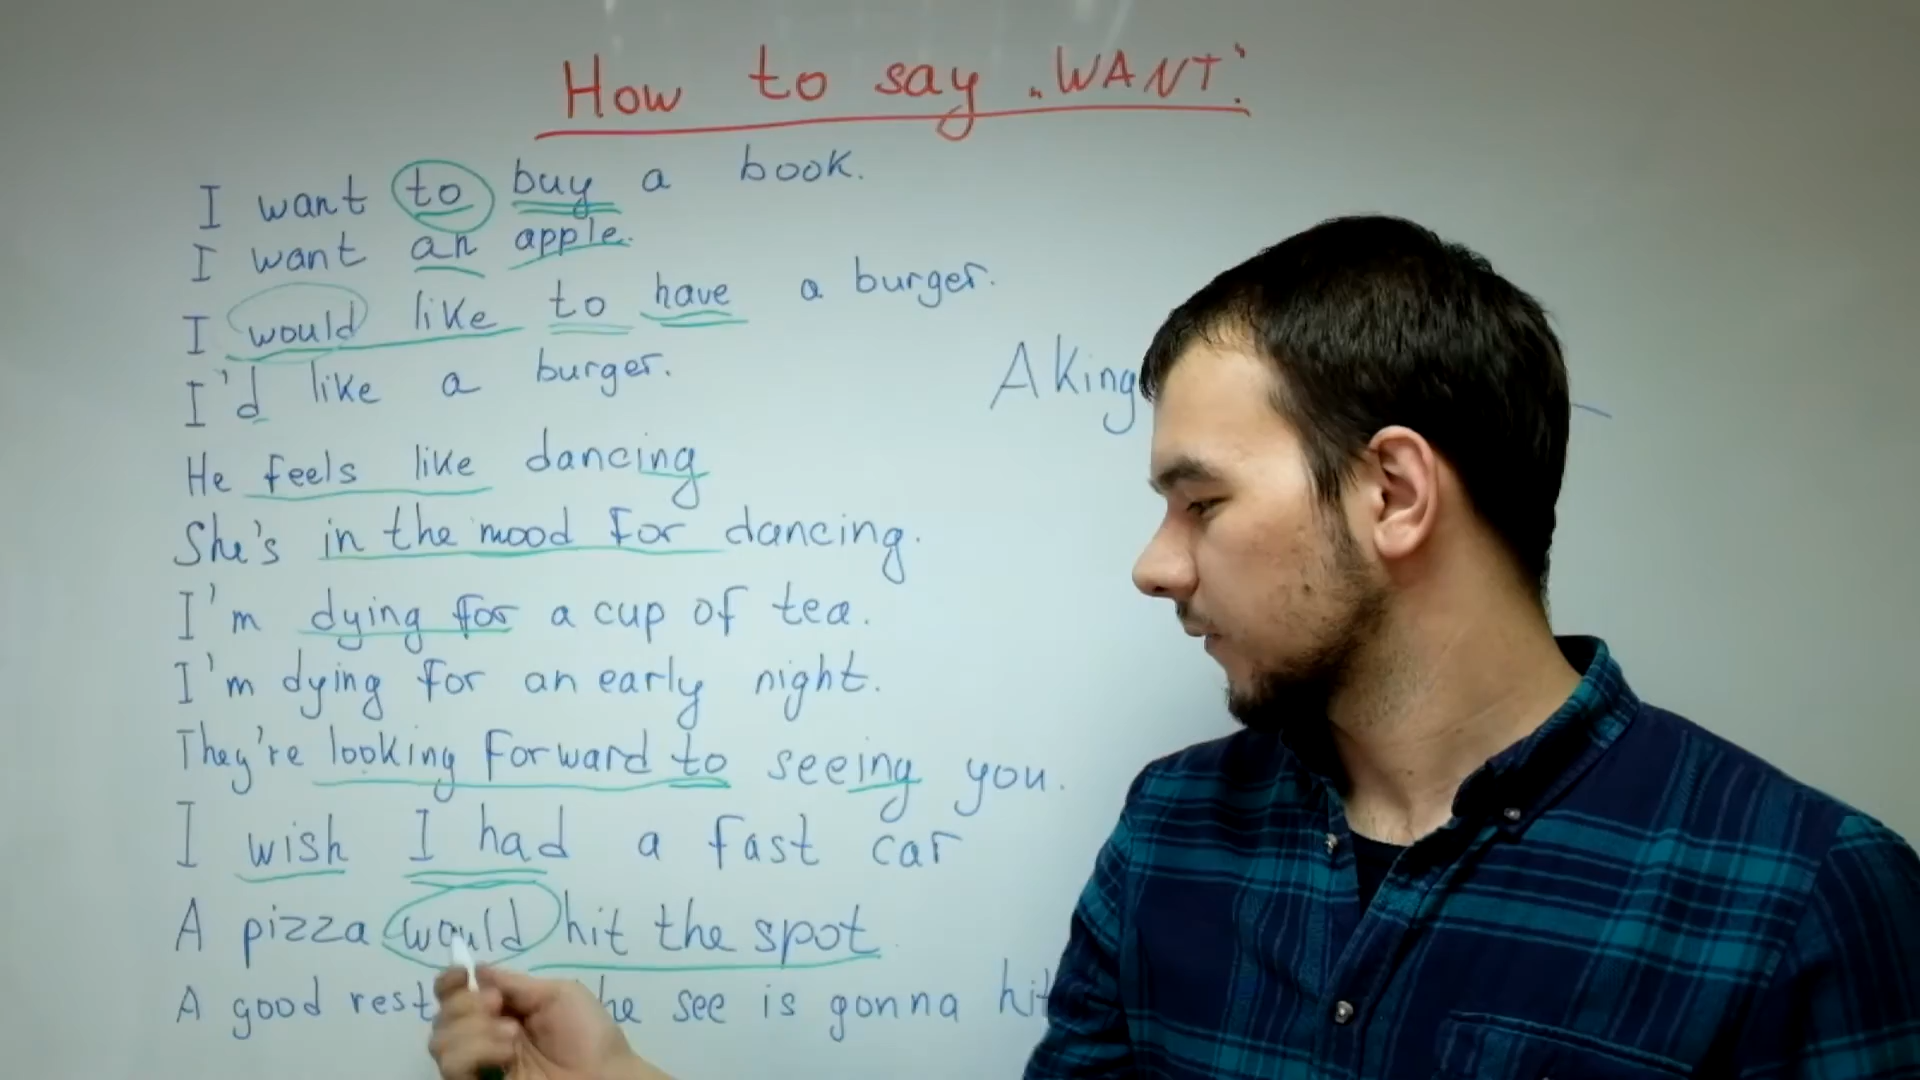 How to say "WANT".
I want to buy a book.
I want an apple.
I would like to have a burger.
I'd like a burger.
A king
He feels like dancing
She's in the mood for dancing.
I'm dying for a cup of tea.
I'm dying for an early night.
They're looking forward to seeing you.
I wish I had a fast car
A pizza would hit the spot
A good rest see is gonna hit